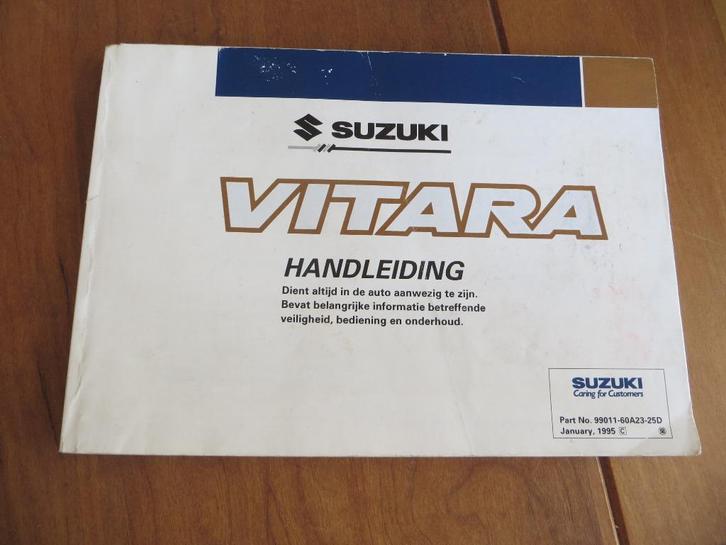 SUZUKI
VITARA
HANDLEIDING
Dient altijd in de auto aanwezig te zijn.
Bevat belangrijke informatie betreffende
veiligheid, bediening en onderhoud.
SUZUKI
Caring for Customers
Part No. 99011-60A23-25D
January, 1995 C